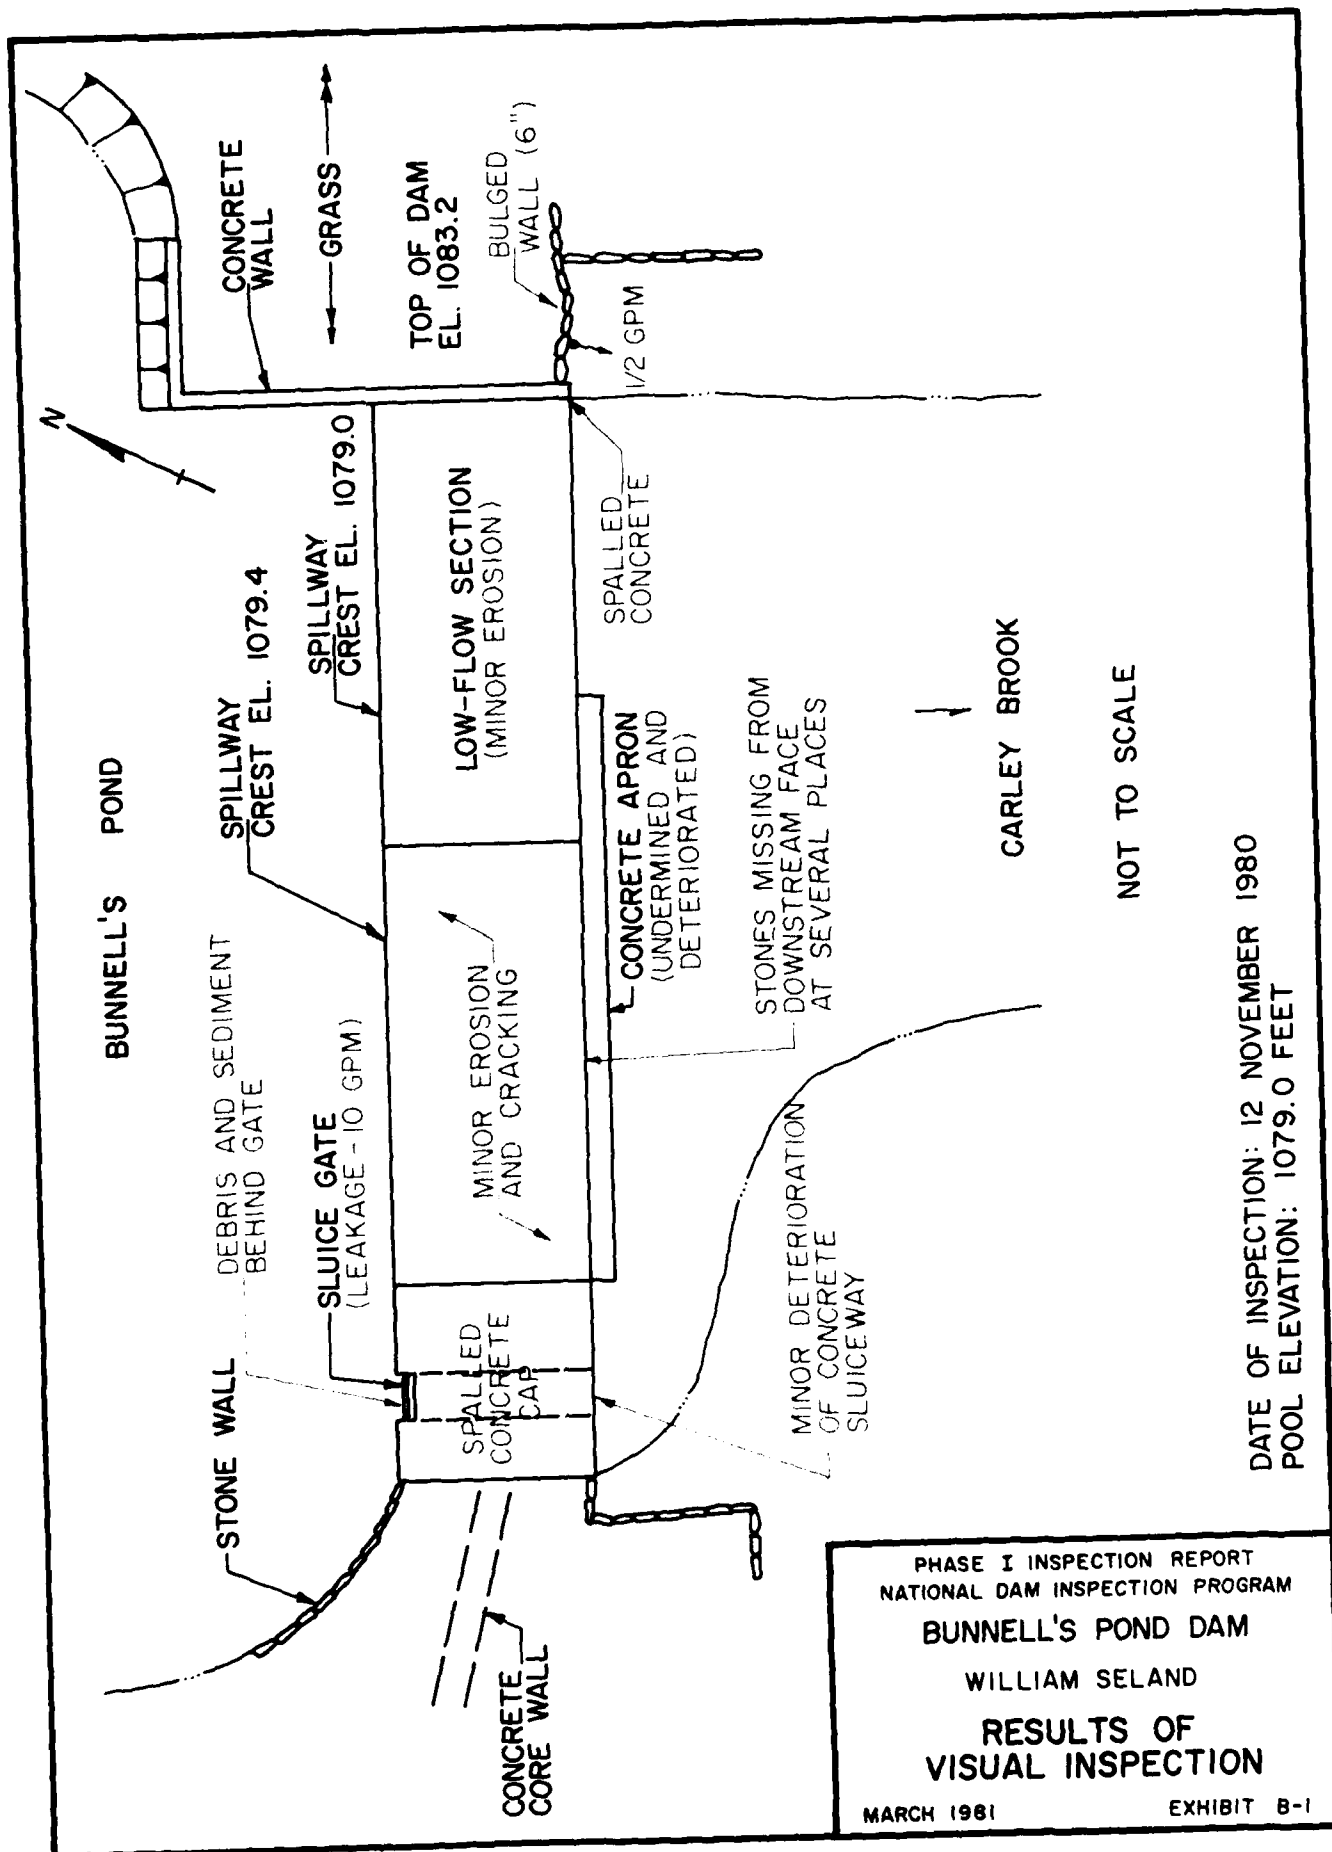 BUNNELL'S POND
STONE WALL
DEBRIS AND SEDIMENT
BEHIND GATE
SLUICE GATE
(LEAKAGE-10 GPM)
SPILLWAY
CREST EL. 1079.4
SPILLWAY
CREST EL. 1079.0
N
CONCRETE
WALL
GRASS
TOP OF DAM
EL. 1083.2
BULGED
WALL (6")
1/2 GPM
CONCRETE
CORE WALL
SPALLED
CONCRETE
CAP
MINOR EROSION
AND CRACKING
LOW-FLOW SECTION
(MINOR EROSION)
SPALLED
CONCRETE
CONCRETE APRON
(UNDERMINED AND
DETERIORATED)
STONES MISSING FROM
DOWNSTREAM FACE
AT SEVERAL PLACES
MINOR DETERIORATION
OF CONCRETE
SLUICEWAY
CARLEY BROOK
NOT TO SCALE
DATE OF INSPECTION: 12 NOVEMBER 1980
POOL ELEVATION: 1079.0 FEET
PHASE I INSPECTION REPORT
NATIONAL DAM INSPECTION PROGRAM
BUNNELL'S POND DAM
WILLIAM SELAND
RESULTS OF
VISUAL INSPECTION
MARCH 1981
EXHIBIT B-1